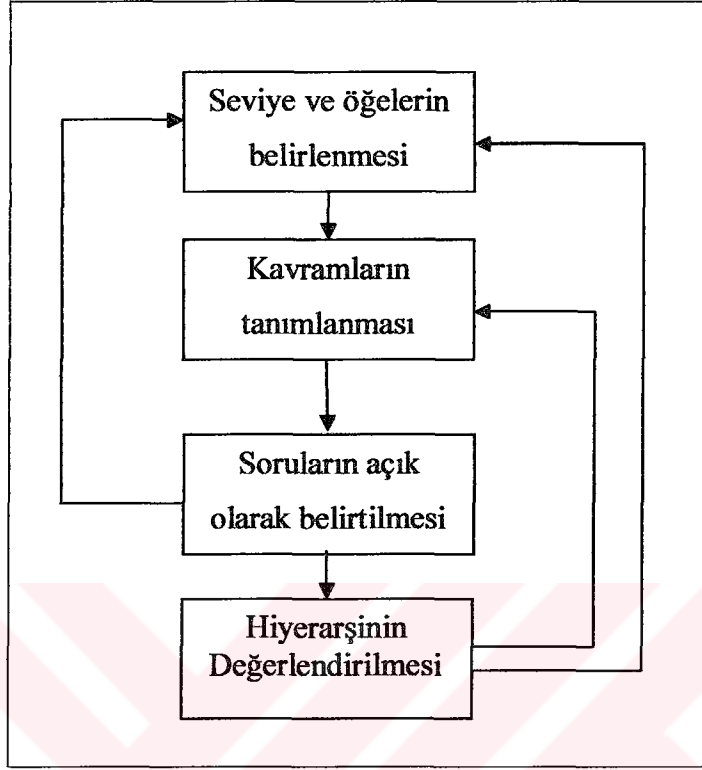 Seviye ve öğelerin
belirlenmesi
Kavramların
tanımlanması
Soruların açık
olarak belirtilmesi
Hiyerarşinin
Değerlendirilmesi